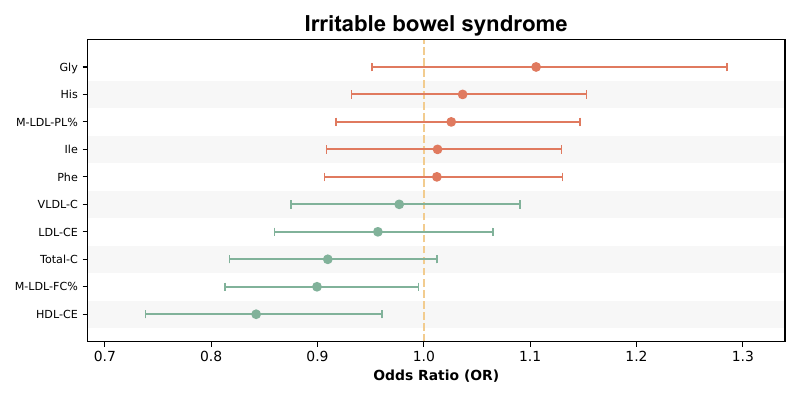 Irritable bowel syndrome
Gly
His
M-LDL-PL%
Ile
Phe
VLDL-C
LDL-CE
Total-C
M-LDL-FC%
HDL-CE
0.7 0.8 0.9 1.0 1.1 1.2 1.3
Odds Ratio (OR)